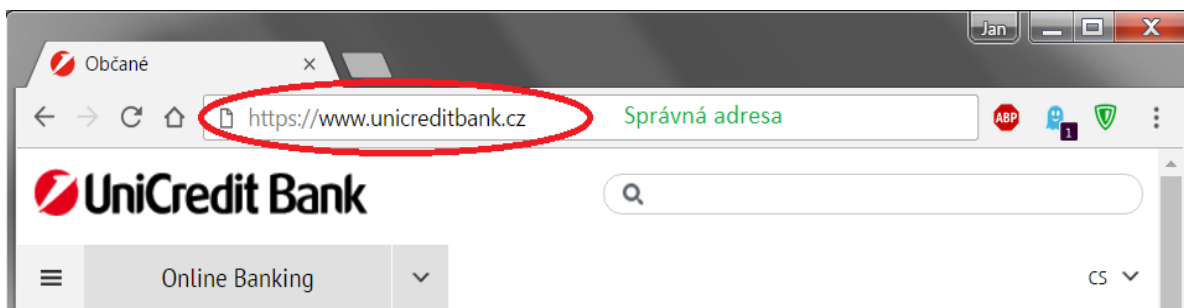 Jan
Občané
https://www.unicreditbank.cz Správná adresa
ABP
1
UniCredit Bank
Online Banking
cs